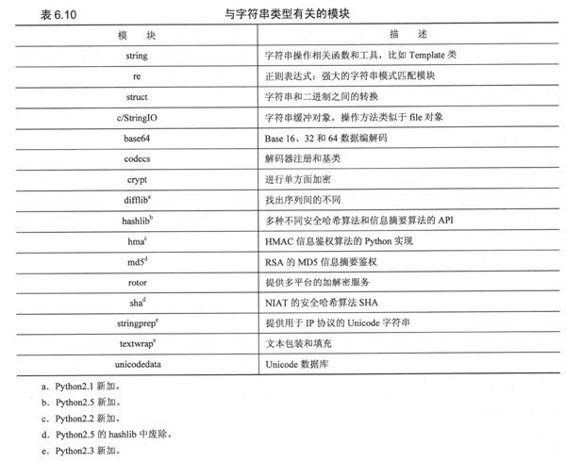 表 6.10 与字符串类型有关的模块
模 块 描 述
string 字符串操作相关函数和工具，比如 Template 类
re 正则表达式：强大的字符串模式匹配模块
struct 字符串和二进制之间的转换
c/StringIO 字符串缓冲对象，操作方法类似于 file 对象
base64 Base 16、32 和 64 数据编解码
codecs 解码器注册和基类
crypt 进行单方面加密
difflibª 找出序列间的不同
hashlibᵇ 多种不同安全哈希算法和信息摘要算法的 API
hmaᶜ HMAC 信息鉴权算法的 Python 实现
md5ᵈ RSA 的 MD5 信息摘要鉴权
rotor 提供多平台的加解密服务
shaᵈ NIAT 的安全哈希算法 SHA
stringprepᵉ 提供用于 IP 协议的 Unicode 字符串
textwrapᵉ 文本包装和填充
unicodedata Unicode 数据库
a．Python2.1 新加。
b．Python2.5 新加。
c．Python2.2 新加。
d．Python2.5 的 hashlib 中废除。
e．Python2.3 新加。